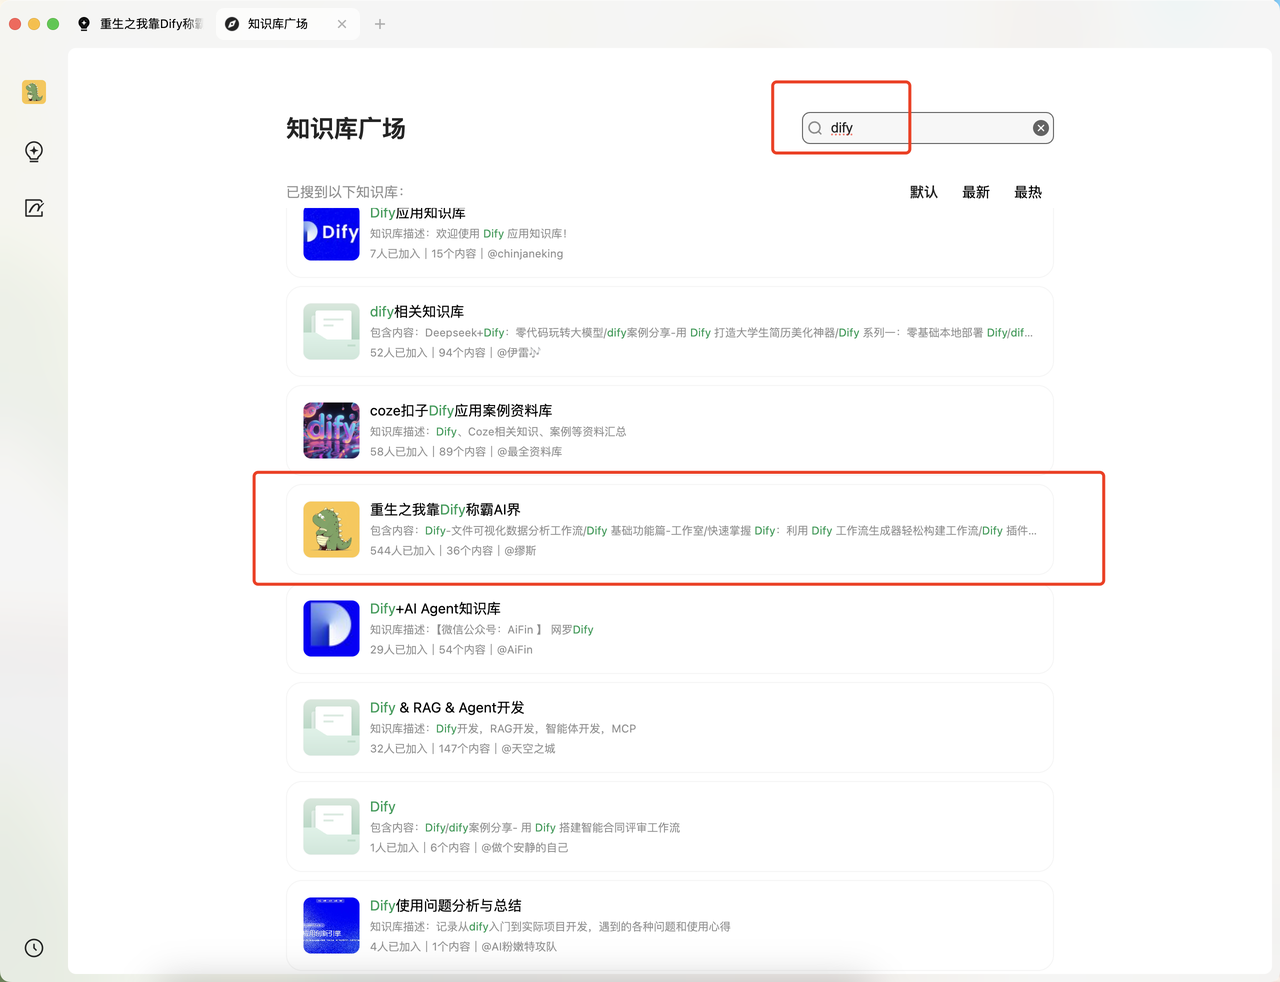 重生之我靠Dify称
知识库广场
知识库广场
dify
已搜到以下知识库：
默认 最新 最热
Dify
Dify应用知识库
知识库描述：欢迎使用 Dify 应用知识库！
7人已加入 | 15个内容 | @chinjaneking
dify相关知识库
包含内容：Deepseek+Dify：零代码玩转大模型/dify案例分享-用 Dify 打造大学生简历美化神器/Dify 系列一：零基础本地部署 Dify/dif...
52人已加入 | 94个内容 | @伊雷🎶
dify
coze扣子Dify应用案例资料库
知识库描述：Dify、Coze相关知识、案例等资料汇总
58人已加入 | 89个内容 | @最全资料库
重生之我靠Dify称霸AI界
包含内容：Dify-文件可视化数据分析工作流/Dify 基础功能篇-工作室/快速掌握 Dify：利用 Dify 工作流生成器轻松构建工作流/Dify 插件...
544人已加入 | 36个内容 | @缪斯
Dify+AI Agent知识库
知识库描述：【微信公众号：AiFin 】 网罗Dify
29人已加入 | 54个内容 | @AiFin
Dify & RAG & Agent开发
知识库描述：Dify开发，RAG开发，智能体开发，MCP
32人已加入 | 147个内容 | @天空之城
Dify
包含内容：Dify/dify案例分享- 用 Dify 搭建智能合同评审工作流
1人已加入 | 6个内容 | @做个安静的自己
Dify使用问题分析与总结
知识库描述：记录从dify入门到实际项目开发，遇到的各种问题和使用心得
4人已加入 | 1个内容 | @AI粉嫩特攻队